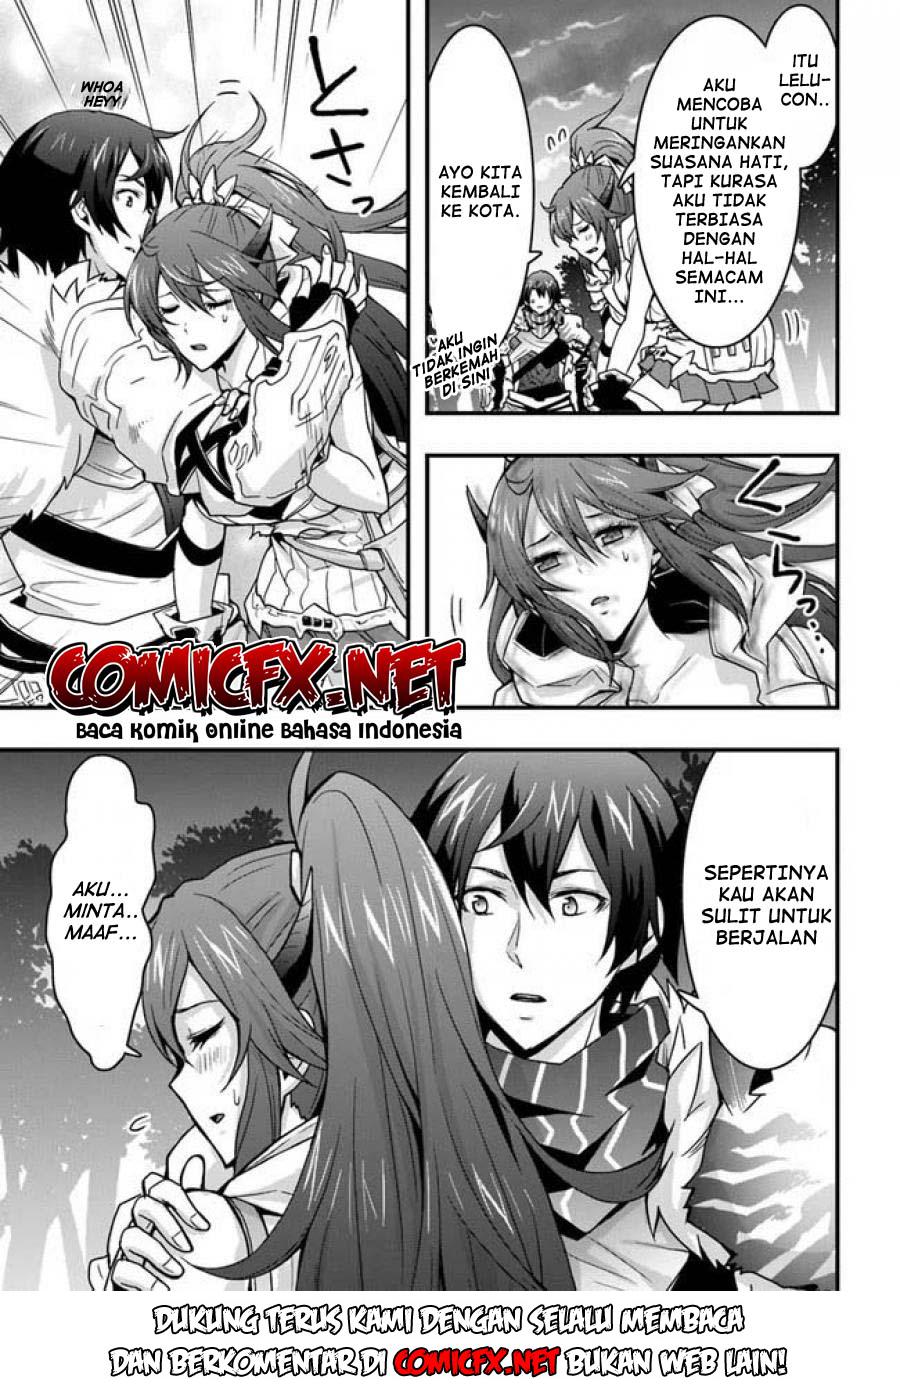 ITU
LELU-
CON..
AKU
MENCOBA
UNTUK
MERINGANKAN
SUASANA HATI,
TAPI KURASA
AKU TIDAK
TERBIASA
DENGAN
HAL-HAL
SEMACAM
INI...
AYO KITA
KEMBALI
KE KOTA.
AKU
TIDAK INGIN
BERKEMAH
DI SINI
WHOA
HEYY!
とさっ
COMICFX.NET
BACA KOMIK ONLINE BAHASA INDONESIA
SEPERTINYA
KAU AKAN
SULIT UNTUK
BERJALAN
AKU...
MINTA..
MAAF...
DUKUNG TERUS KAMI DENGAN SELALU MEMBACA
DAN BERKOMENTAR DI COMICFX.NET BUKAN WEB LAIN!